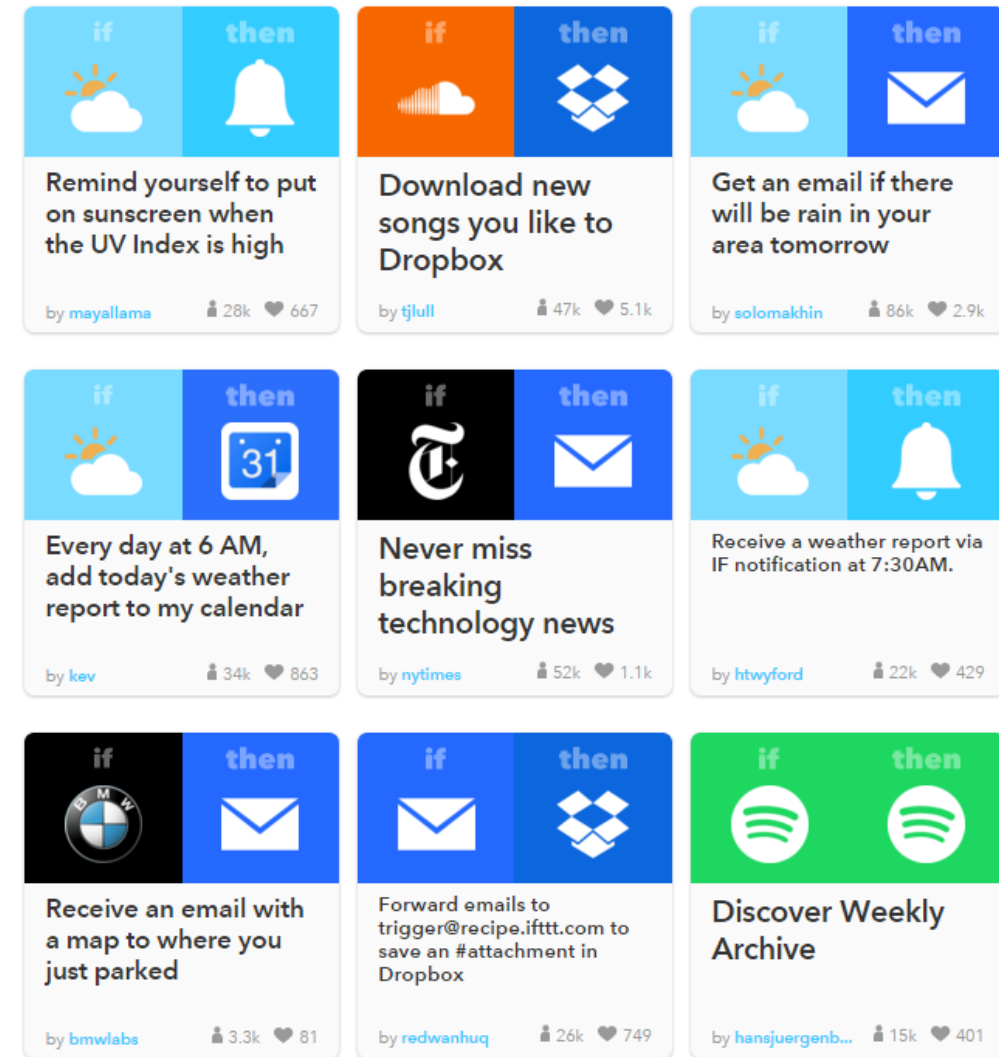 if then
Remind yourself to put
on sunscreen when
the UV Index is high
by mayallama 28k 667
if then
Download new
songs you like to
Dropbox
by tjlull 47k 5.1k
if then
Get an email if there
will be rain in your
area tomorrow
by solomakhin 86k 2.9k
if then
31
Every day at 6 AM,
add today's weather
report to my calendar
by kev 34k 863
if then
T
Never miss
breaking
technology news
by nytimes 52k 1.1k
if then
Receive a weather report via
IF notification at 7:30AM.
by htwyford 22k 429
if then
BMW
Receive an email with
a map to where you
just parked
by bmwlabs 3.3k 81
if then
Forward emails to
trigger@recipe.ifttt.com to
save an #attachment in
Dropbox
by redwanhuq 26k 749
if then
Discover Weekly
Archive
by hansjuergenb... 15k 401